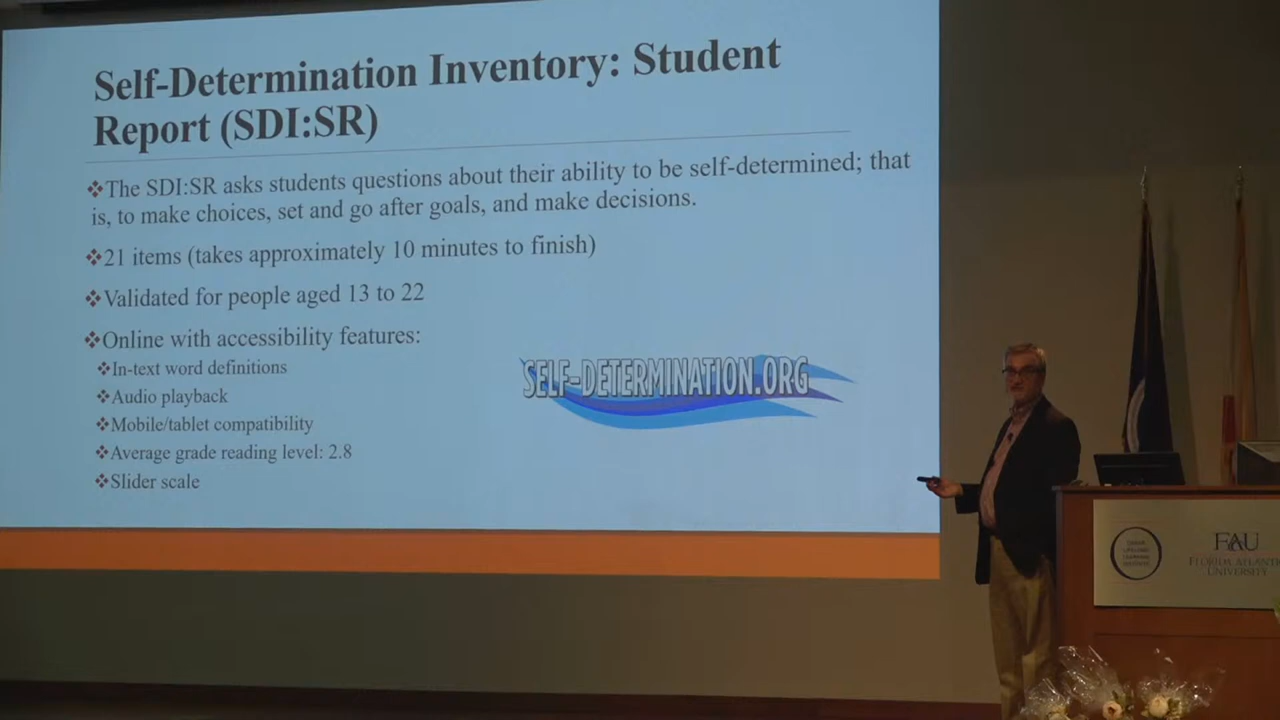 Self-Determination Inventory: Student
Report (SDI:SR)
❖The SDI:SR asks students questions about their ability to be self-determined; that
is, to make choices, set and go after goals, and make decisions.
❖21 items (takes approximately 10 minutes to finish)
❖Validated for people aged 13 to 22
❖Online with accessibility features:
❖In-text word definitions
❖Audio playback
❖Mobile/tablet compatibility
❖Average grade reading level: 2.8
❖Slider scale
SELF-DETERMINATION.ORG
FAU
FLORIDA ATLANTIC
UNIVERSITY